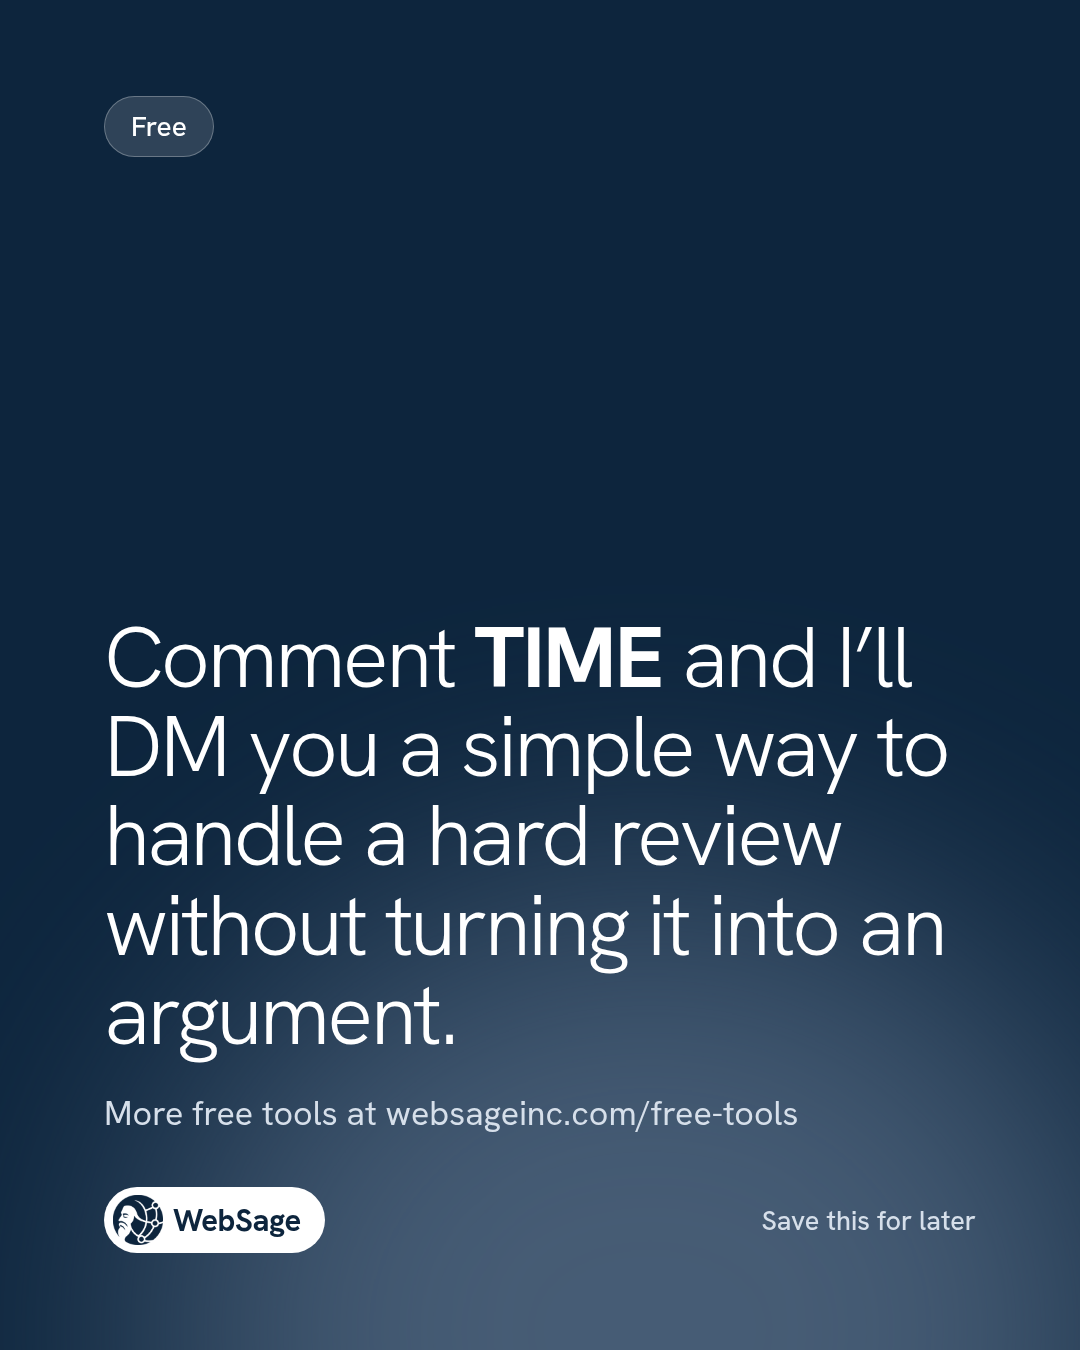 Free
Comment TIME and I’ll
DM you a simple way to
handle a hard review
without turning it into an
argument.
More free tools at websageinc.com/free-tools
WebSage
Save this for later